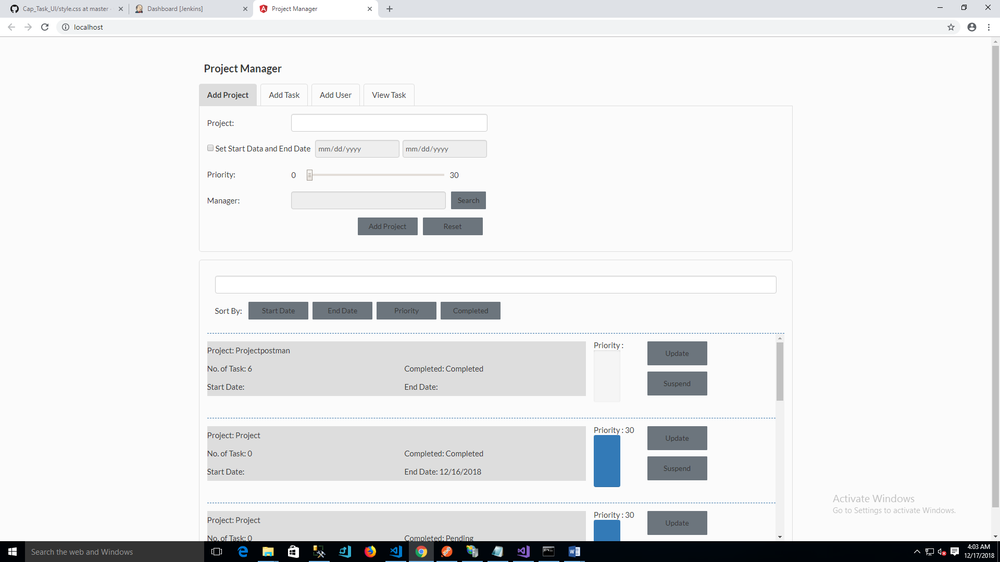 Cap_Task_UI/style.css at master
Dashboard [Jenkins]
Project Manager
localhost
Project Manager
Add Project Add Task Add User View Task
Project:
Set Start Data and End Date mm/dd/yyyy mm/dd/yyyy
Priority: 0 30
Manager: Search
Add Project Reset
Sort By: Start Date End Date Priority Completed
Project: Projectpostman Priority :
Update
No. of Task: 6 Completed: Completed
Suspend
Start Date: End Date:
Project: Project Priority : 30
Update
No. of Task: 0 Completed: Completed
Suspend
Start Date: End Date: 12/16/2018
Activate Windows
Go to Settings to activate Windows.
Project: Project Priority : 30
Update
No. of Task: 0 Completed: Pending
Search the web and Windows
4:03 AM
12/17/2018